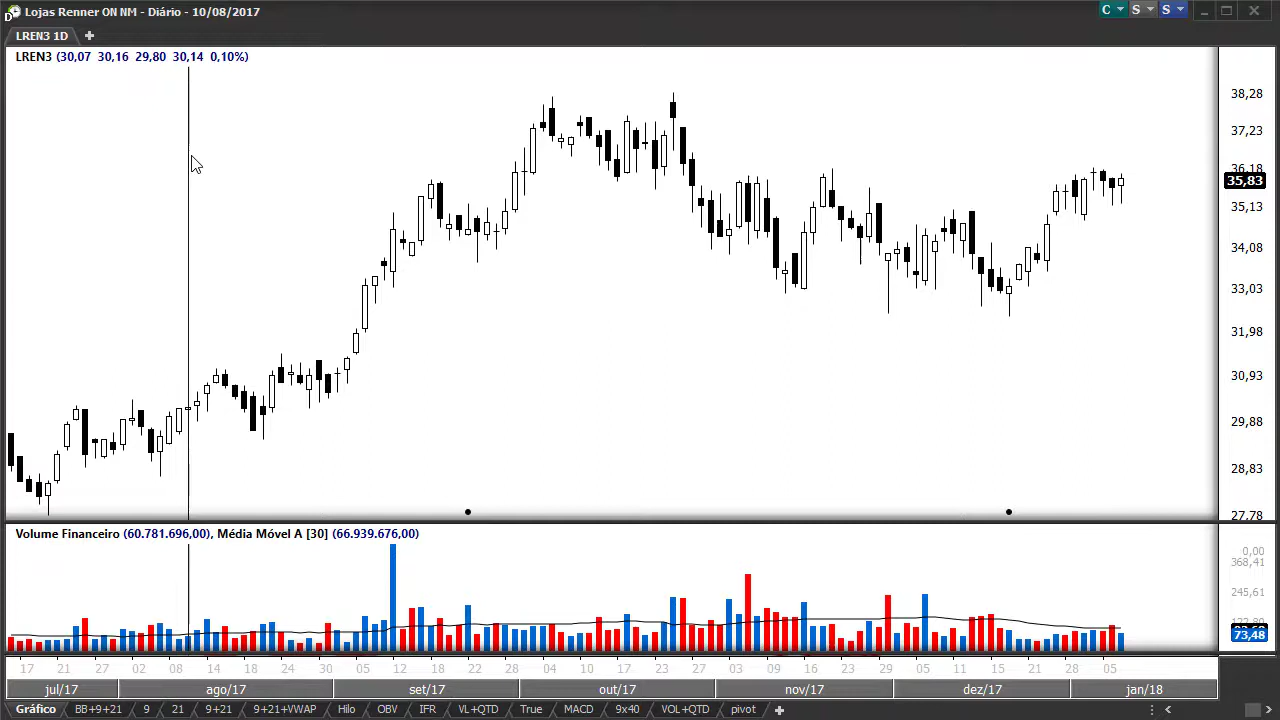 Lojas Renner ON NM - Diário - 10/08/2017
C S S
LREN3 1D
LREN3 (30,07 30,16 29,80 30,14 0,10%)
38,28
37,23
36,18
35,83
35,13
34,08
33,03
31,98
30,93
29,88
28,83
27,78
Volume Financeiro (60.781.696,00), Média Móvel A [30] (66.939.676,00)
0,00
368,41
245,61
73,48
17 21 27 02 08 14 18 24 30 05 12 18 22 28 04 10 17 23 27 03 09 16 23 29 05 11 15 21 28 05
jul/17 ago/17 set/17 out/17 nov/17 dez/17 jan/18
Gráfico BB+9+21 9 21 9+21 9+21+VWAP Hilo OBV IFR VL+QTD True MACD 9x40 VOL+QTD pivot